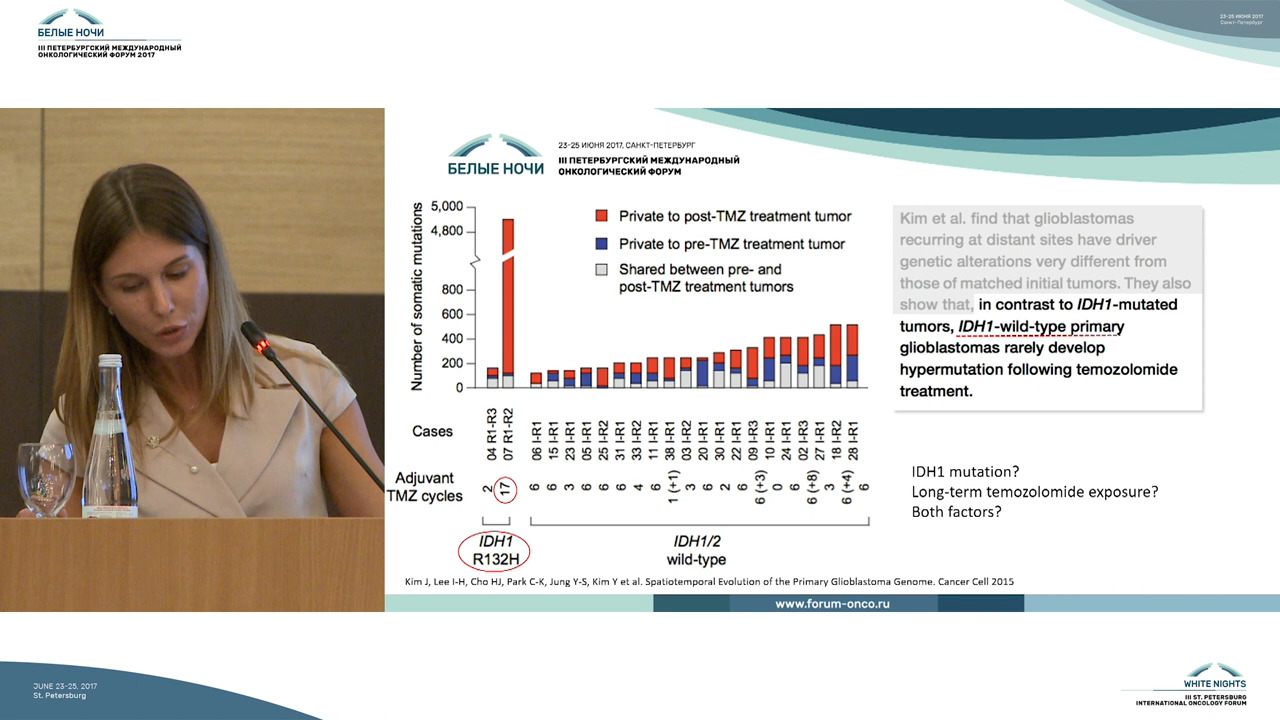 БЕЛЫЕ НОЧИ
III ПЕТЕРБУРГСКИЙ МЕЖДУНАРОДНЫЙ
ОНКОЛОГИЧЕСКИЙ ФОРУМ 2017
23-25 ИЮНЯ 2017
Санкт-Петербург
БЕЛЫЕ НОЧИ
23-25 ИЮНЯ 2017, САНКТ-ПЕТЕРБУРГ
III ПЕТЕРБУРГСКИЙ МЕЖДУНАРОДНЫЙ
ОНКОЛОГИЧЕСКИЙ ФОРУМ
Number of somatic mutations
5,000
4,800
800
600
400
200
0
Private to post-TMZ treatment tumor
Private to pre-TMZ treatment tumor
Shared between pre- and
post-TMZ treatment tumors
Kim et al. find that glioblastomas
recurring at distant sites have driver
genetic alterations very different from
those of matched initial tumors. They also
show that, in contrast to IDH1-mutated
tumors, IDH1-wild-type primary
glioblastomas rarely develop
hypermutation following temozolomide
treatment.
Cases
04 R1-R3
07 R1-R2
06 I-R1
15 I-R1
23 I-R1
05 I-R1
25 I-R2
31 I-R1
33 I-R2
11 I-R1
38 I-R1
03 I-R2
20 I-R1
30 I-R1
22 I-R1
09 I-R3
10 I-R1
24 I-R1
02 I-R3
27 I-R1
18 I-R2
28 I-R1
Adjuvant
TMZ cycles
2
17
6
6
3
6
6
6
4
6
1 (+1)
3
6
2
6
6 (+3)
0
6
6 (+8)
3
6 (+4)
6
IDH1
R132H
IDH1/2
wild-type
IDH1 mutation?
Long-term temozolomide exposure?
Both factors?
Kim J, Lee I-H, Cho HJ, Park C-K, Jung Y-S, Kim Y et al. Spatiotemporal Evolution of the Primary Glioblastoma Genome. Cancer Cell 2015
www.forum-onco.ru
JUNE 23-25, 2017
St. Petersburg
WHITE NIGHTS
III ST. PETERSBURG
INTERNATIONAL ONCOLOGY FORUM